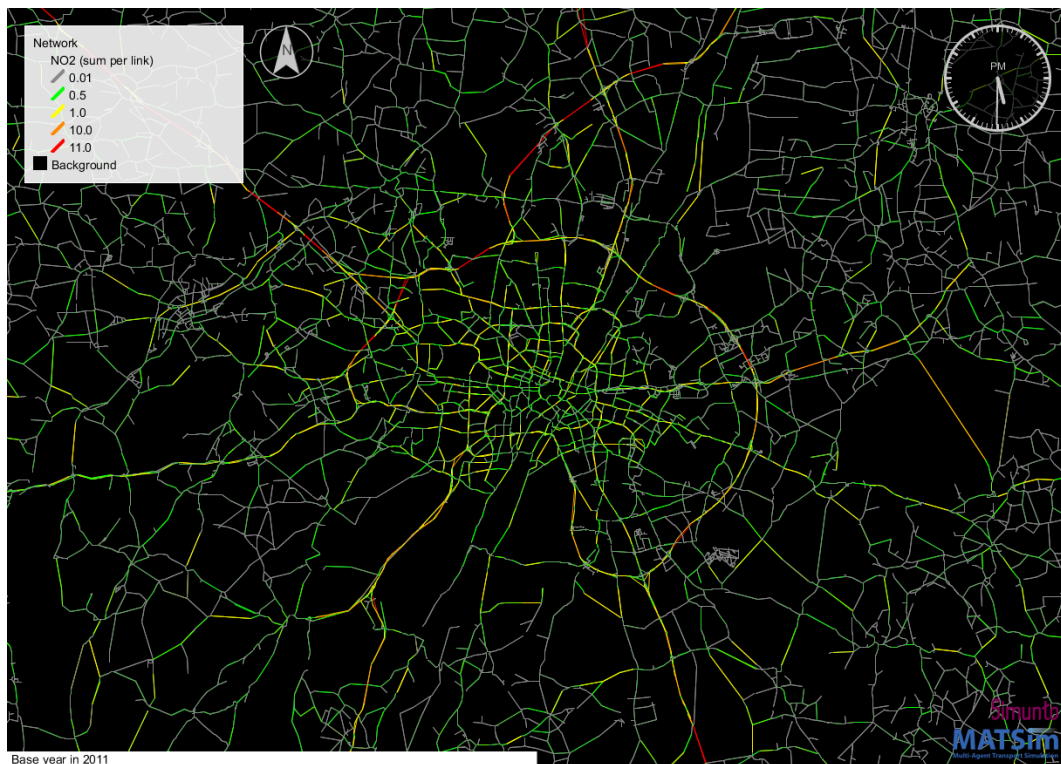 Network
NO2 (sum per link)
0.01
0.5
1.0
10.0
11.0
Background
N
PM
Simunto
MATSim
Multi-Agent Transport Simulation
Base year in 2011